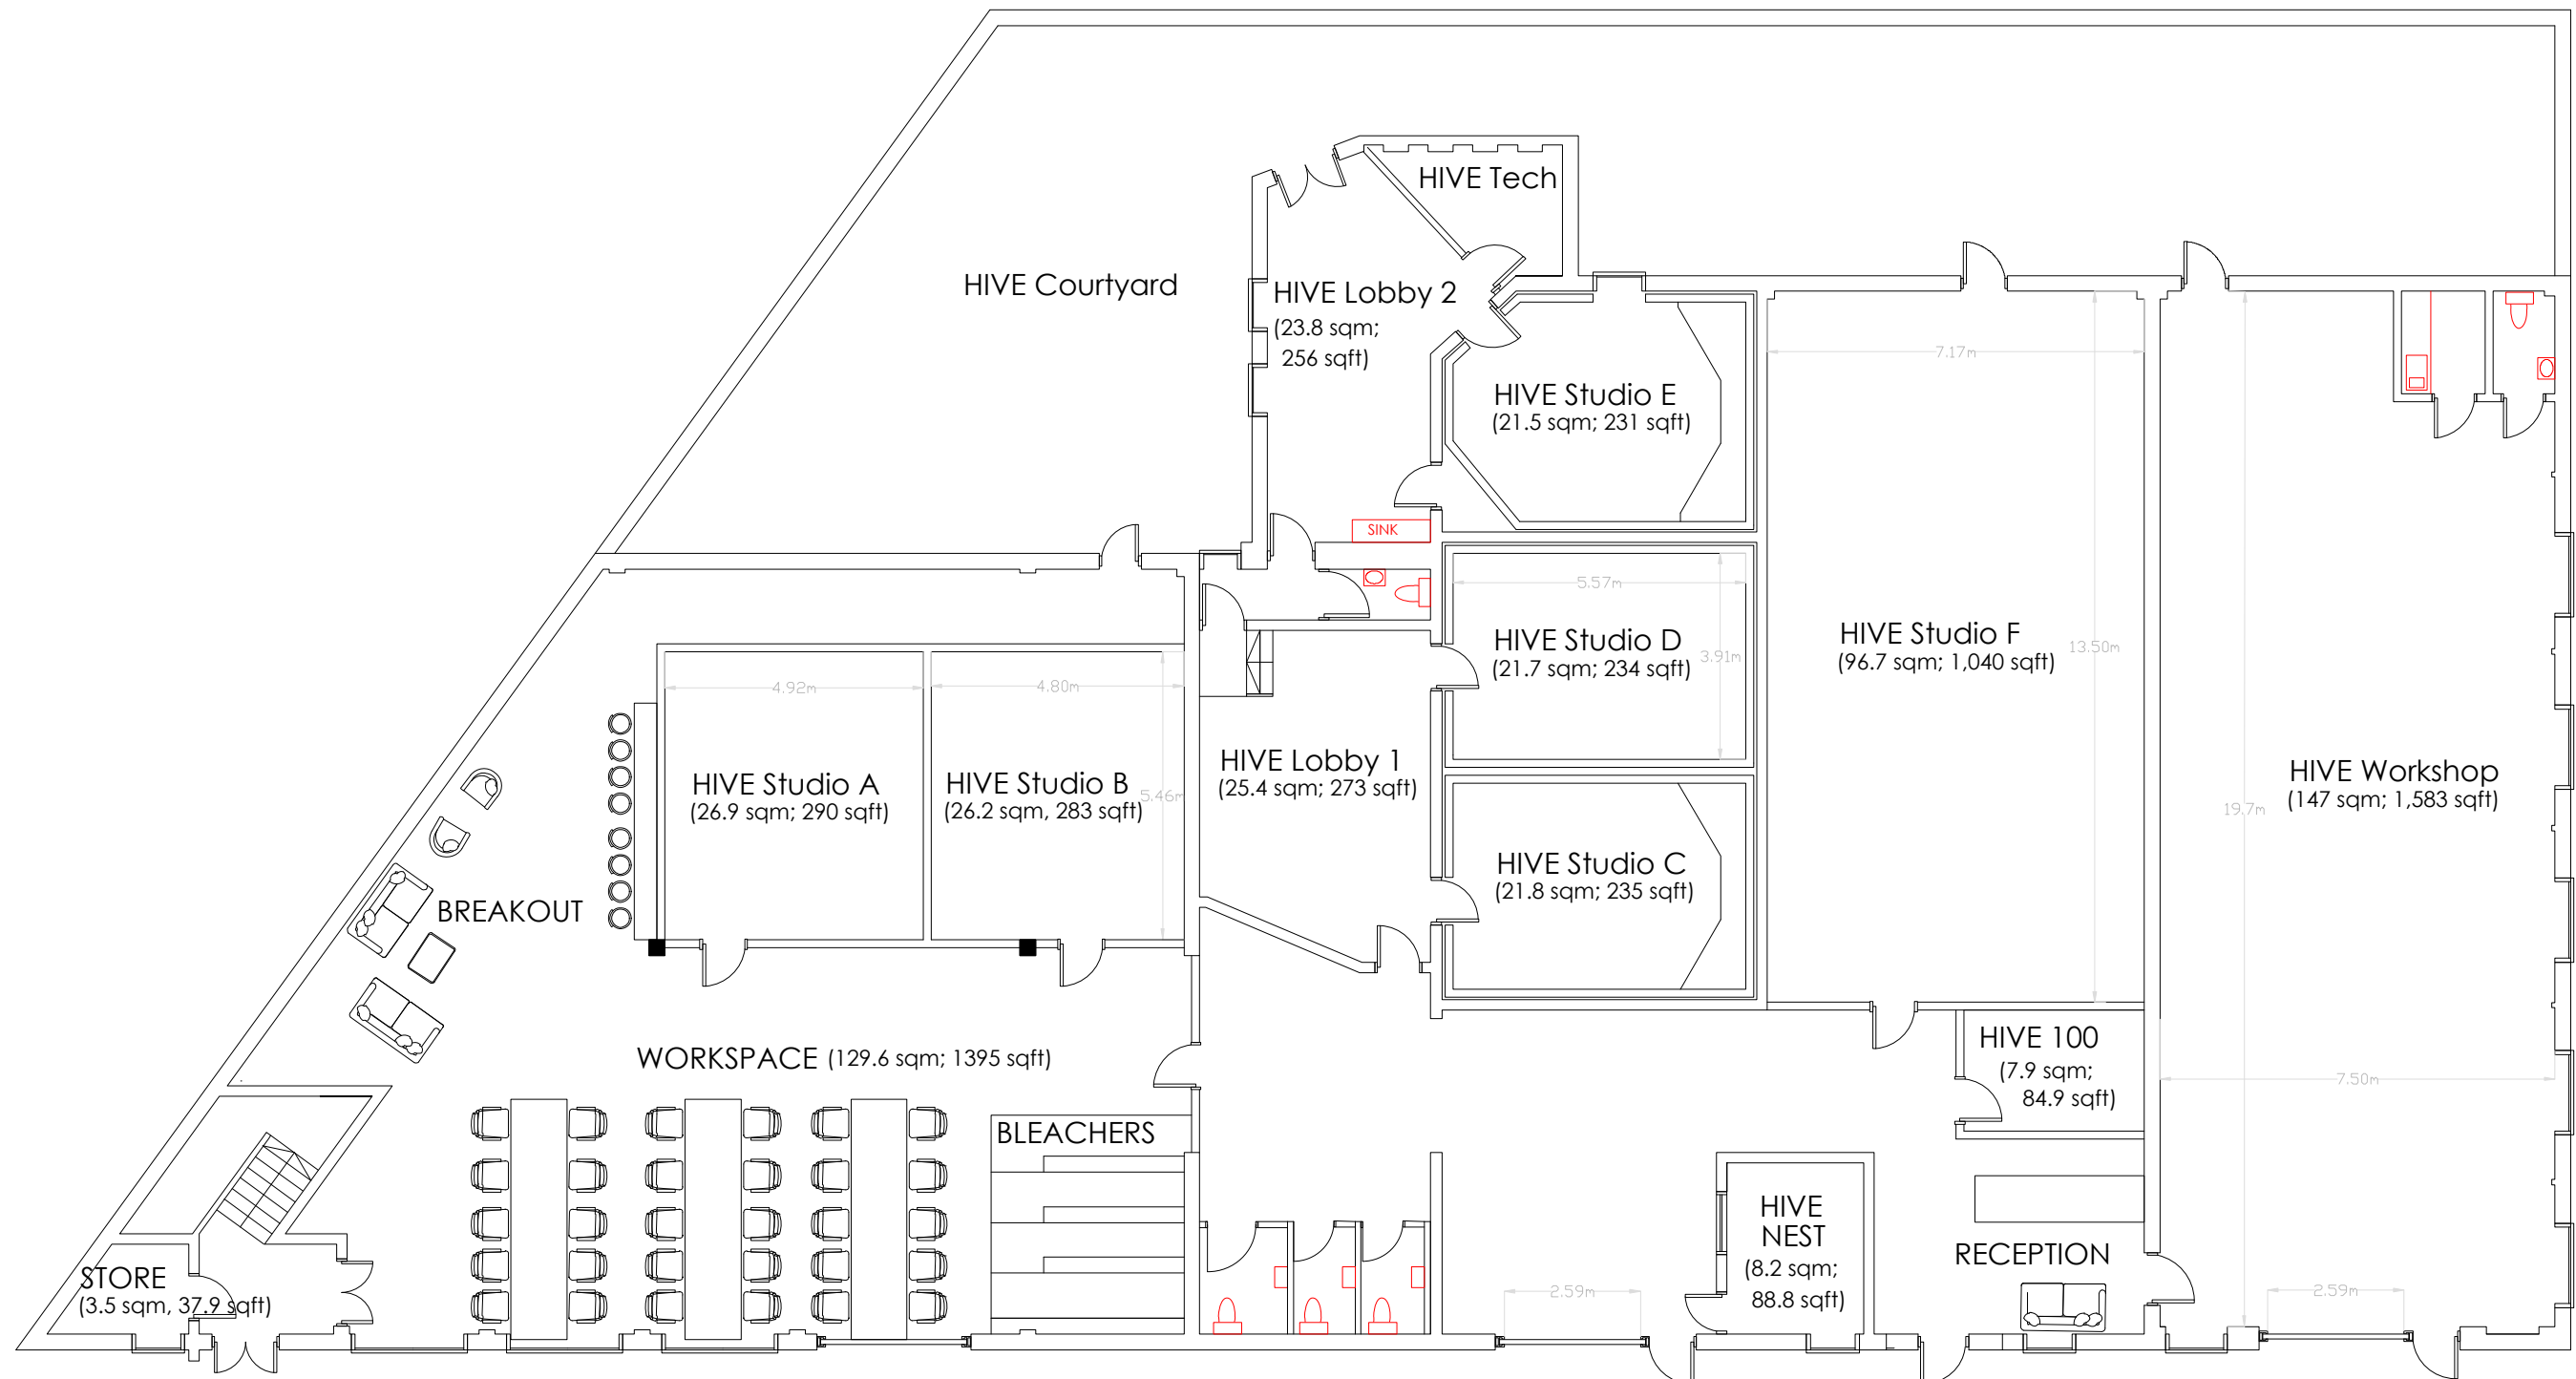 HIVE Tech
HIVE Courtyard
HIVE Lobby 2
(23.8 sqm;
256 sqft)
7.17m
HIVE Studio E
(21.5 sqm; 231 sqft)
SINK
5.57m
HIVE Studio D
(21.7 sqm; 234 sqft)
3.91m
HIVE Studio F
(96.7 sqm; 1,040 sqft)
13.50m
4.92m
4.80m
HIVE Studio A
(26.9 sqm; 290 sqft)
HIVE Studio B
(26.2 sqm, 283 sqft)
5.46m
HIVE Lobby 1
(25.4 sqm; 273 sqft)
HIVE Workshop
(147 sqm; 1,583 sqft)
19.7m
HIVE Studio C
(21.8 sqm; 235 sqft)
BREAKOUT
WORKSPACE (129.6 sqm; 1395 sqft)
HIVE 100
(7.9 sqm;
84.9 sqft)
7.50m
BLEACHERS
HIVE
NEST
(8.2 sqm;
88.8 sqft)
RECEPTION
STORE
(3.5 sqm, 37.9 sqft)
2.59m
2.59m